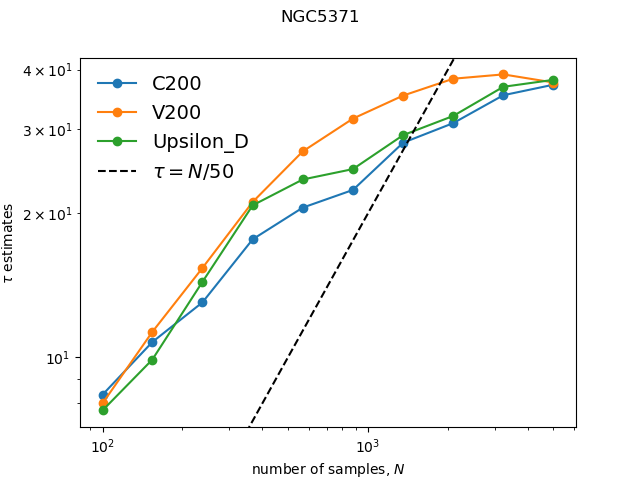 NGC5371
4 × 10¹
3 × 10¹
2 × 10¹
10¹
τ estimates
C200
V200
Upsilon_D
τ = N/50
10²
10³
number of samples, N